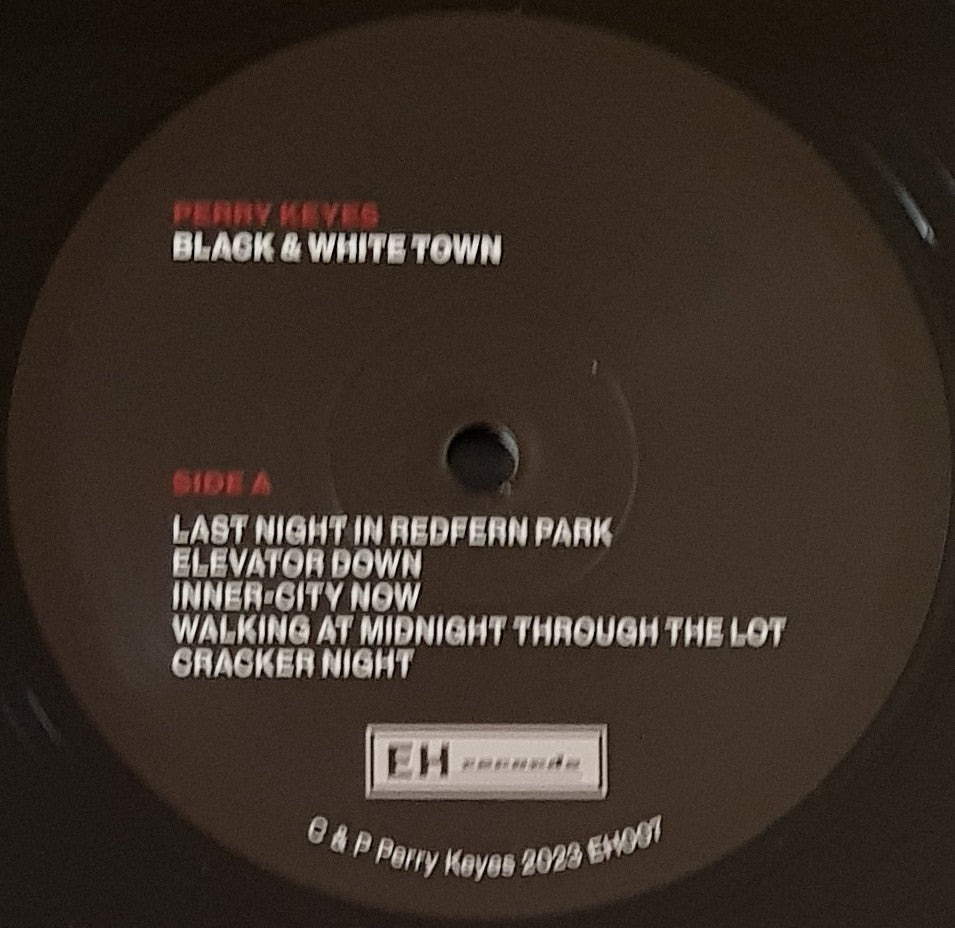 PERRY KEYES
BLACK & WHITE TOWN
SIDE A
LAST NIGHT IN REDFERN PARK
ELEVATOR DOWN
INNER-CITY NOW
WALKING AT MIDNIGHT THROUGH THE LOT
CRACKER NIGHT
EH records
C & P Perry Keyes 2023 EH007